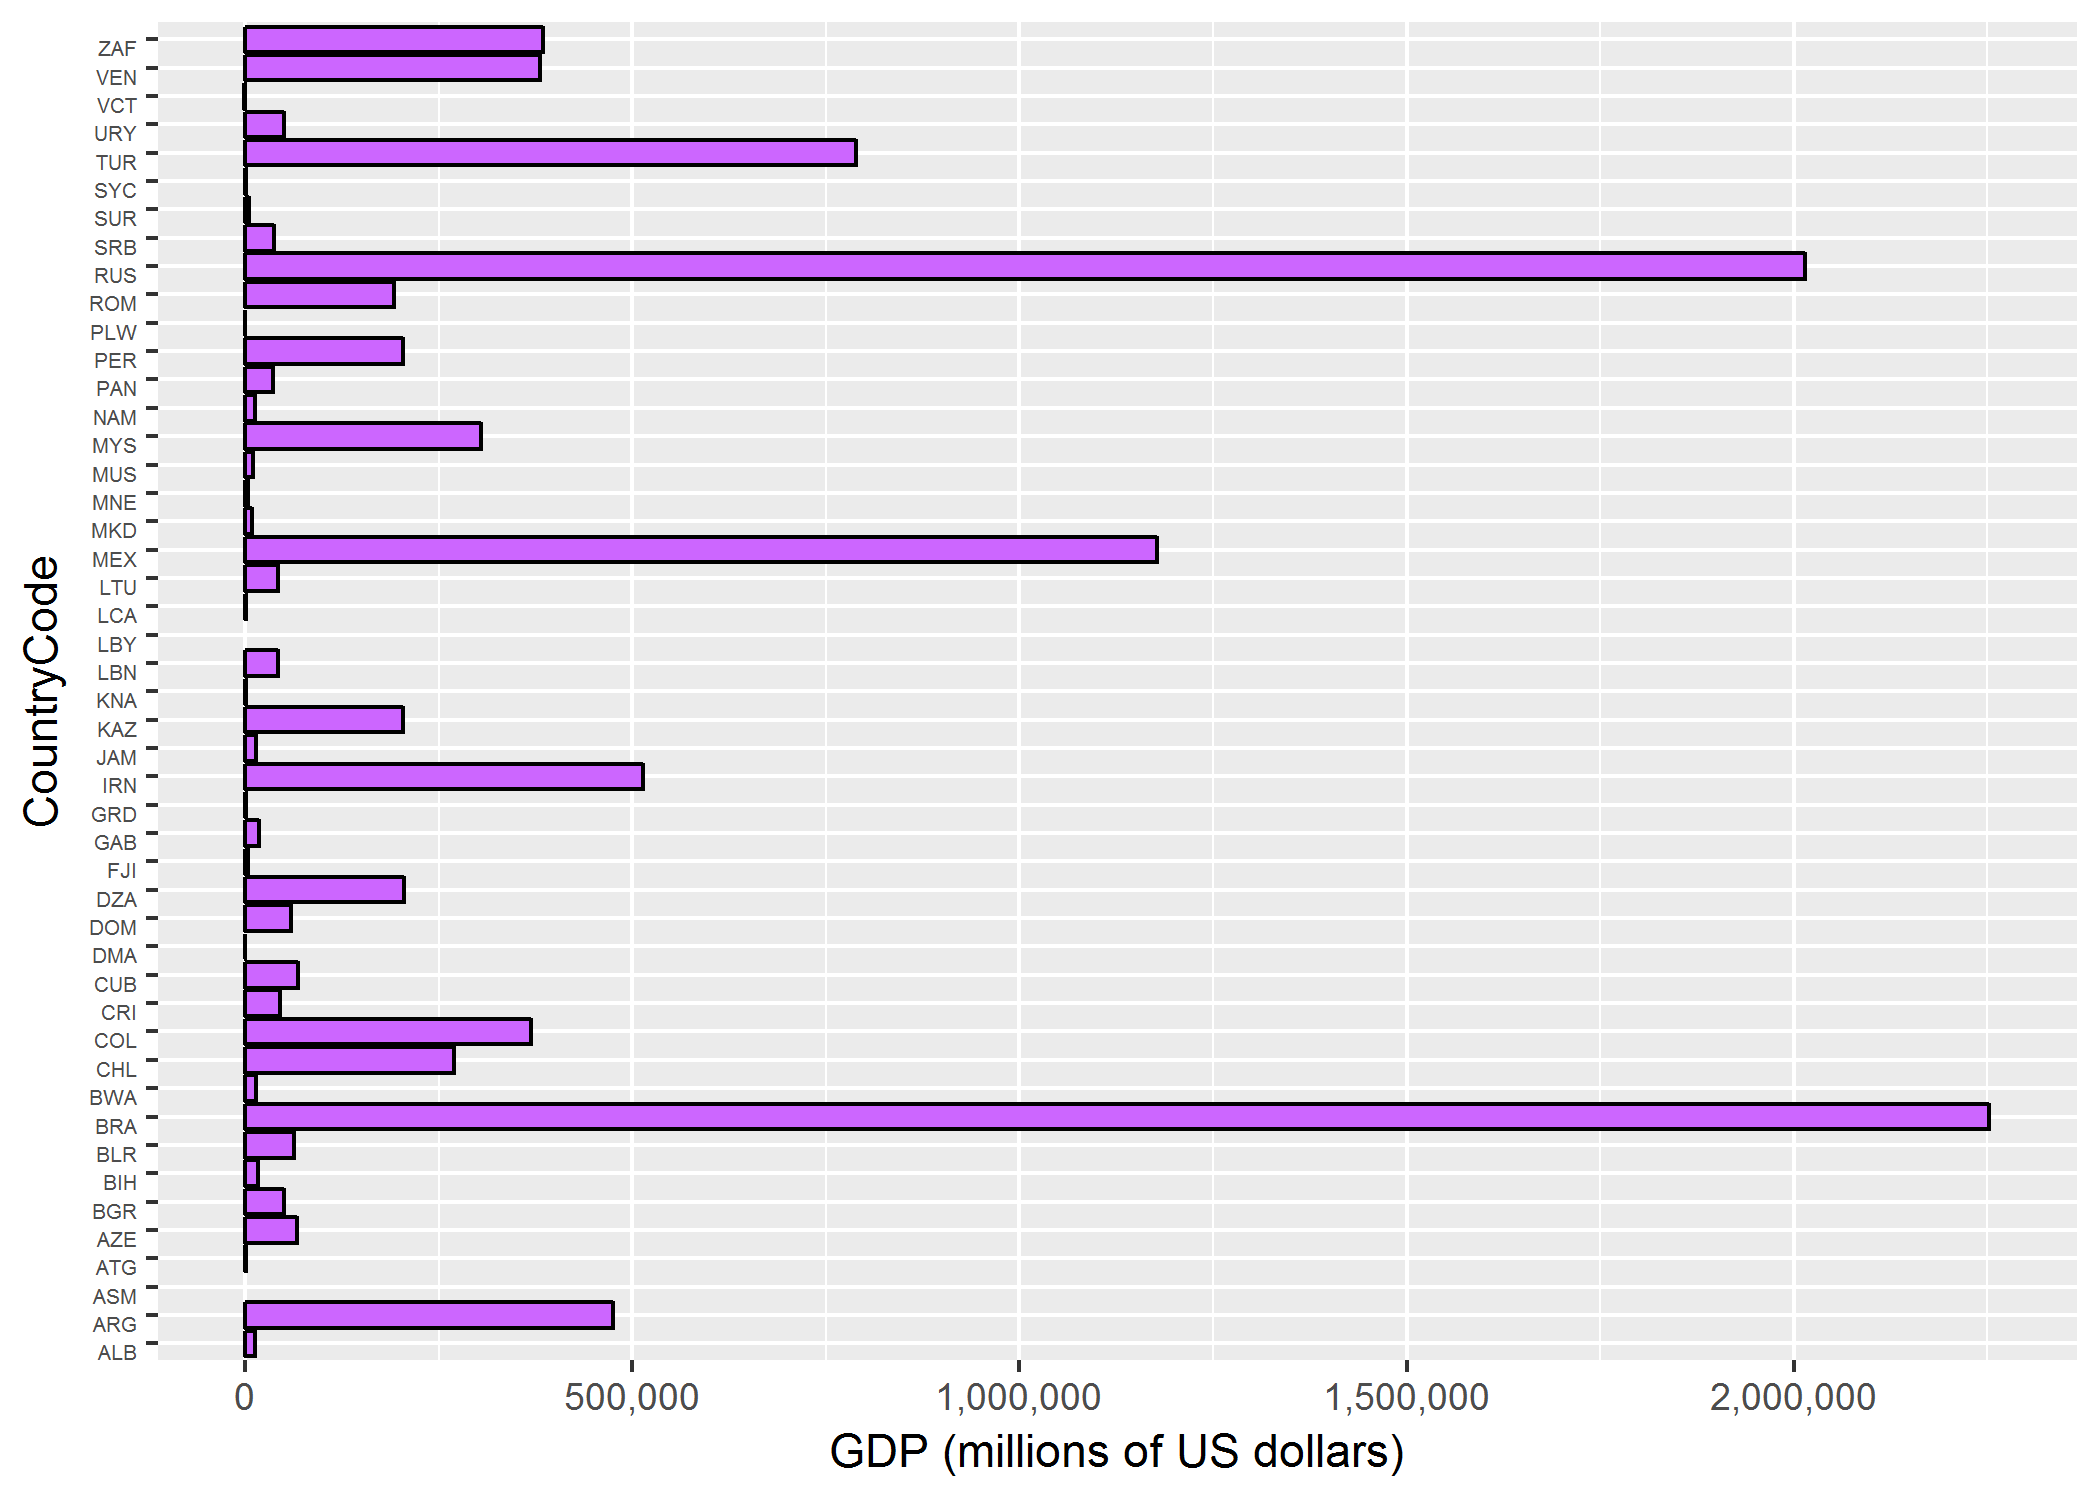 ZAF
VEN
VCT
URY
TUR
SYC
SUR
SRB
RUS
ROM
PLW
PER
PAN
NAM
MYS
MUS
MNE
MKD
MEX
LTU
LCA
LBY
LBN
KNA
KAZ
JAM
IRN
GRD
GAB
FJI
DZA
DOM
DMA
CUB
CRI
COL
CHL
BWA
BRA
BLR
BIH
BGR
AZE
ATG
ASM
ARG
ALB
CountryCode
0 500,000 1,000,000 1,500,000 2,000,000
GDP (millions of US dollars)